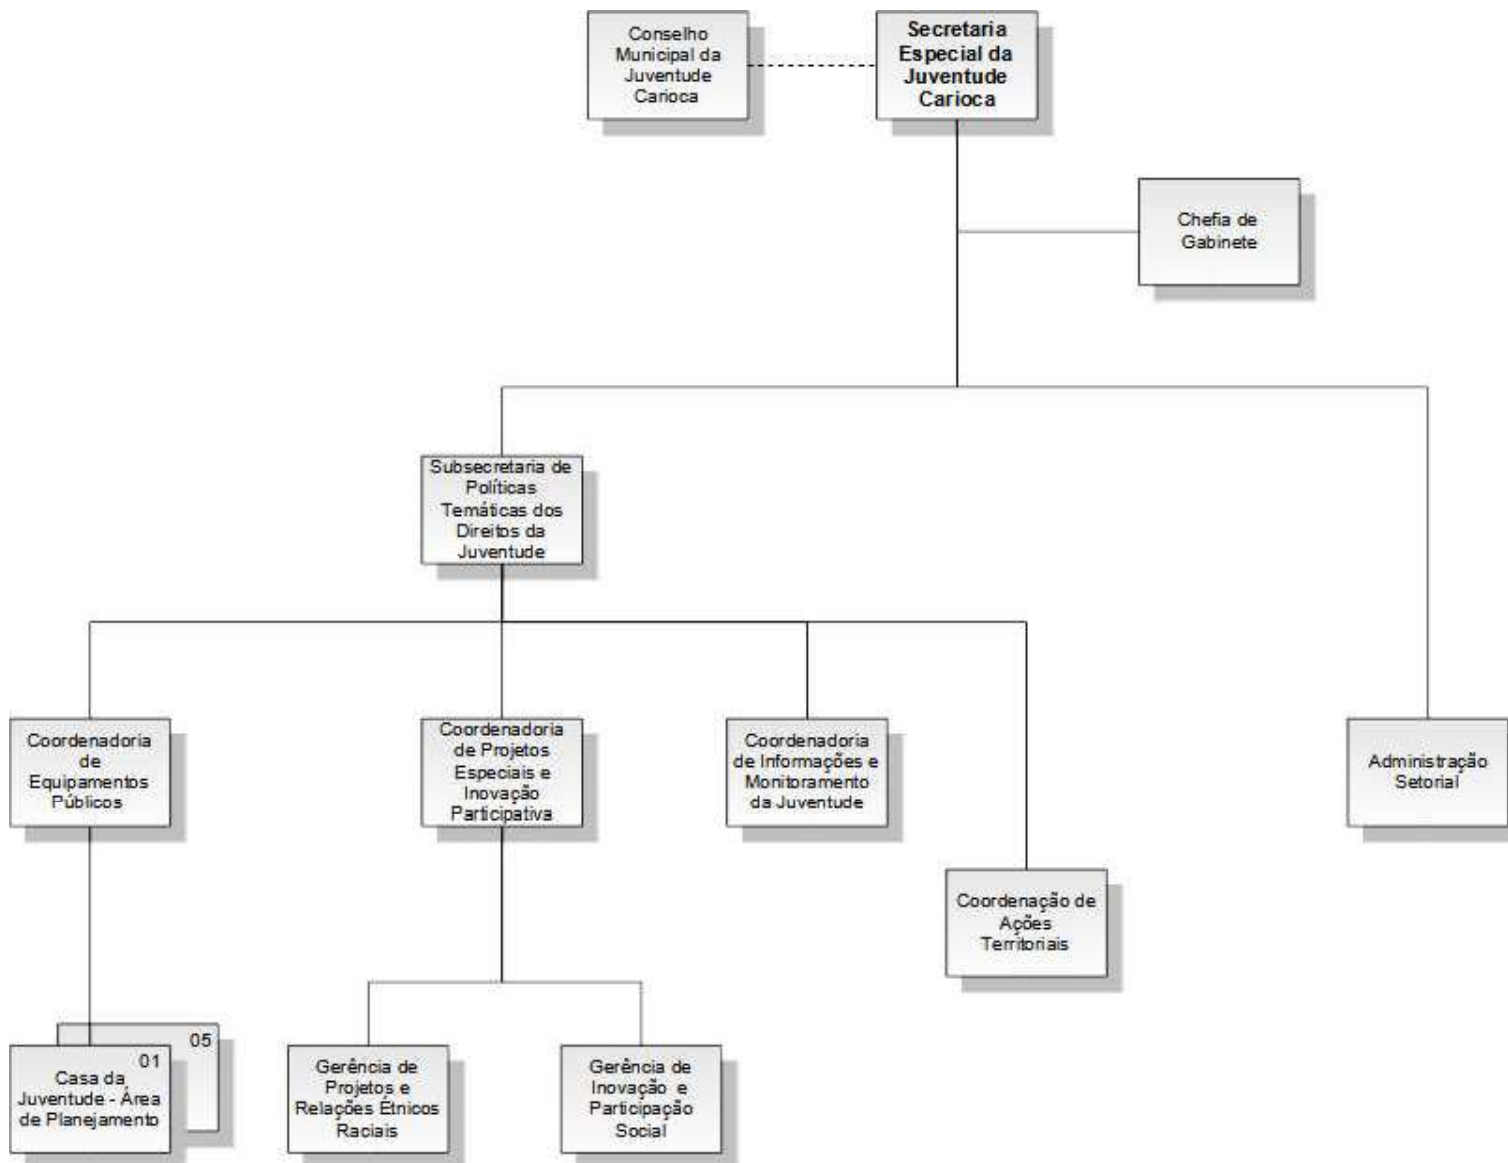 Conselho
Municipal da
Juventude
Carioca
Secretaria
Especial da
Juventude
Carioca
Chefia de
Gabinete
Subsecretaria de
Políticas
Temáticas dos
Direitos da
Juventude
Coordenadoria
de
Equipamentos
Públicos
Coordenadoria
de Projetos
Especiais e
Inovação
Participativa
Coordenadoria
de Informações e
Monitoramento
da Juventude
Administração
Setorial
Coordenação de
Ações
Territoriais
05
01
Casa da
Juventude - Área
de Planejamento
Gerência de
Projetos e
Relações Étnicos
Raciais
Gerência de
Inovação e
Participação
Social